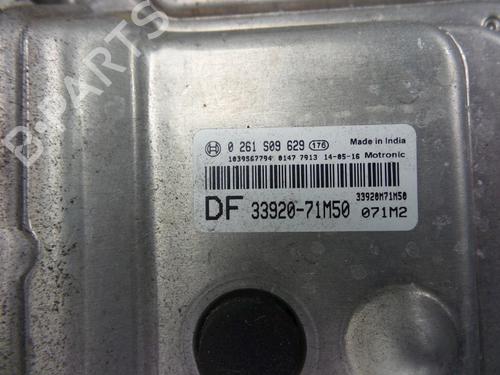 0 261 S09 629 176 Made in India
1039S67794 0147 7913 14-05-16 Motronic
33920M71M50
DF 33920-71M50 071M2
B-PARTS